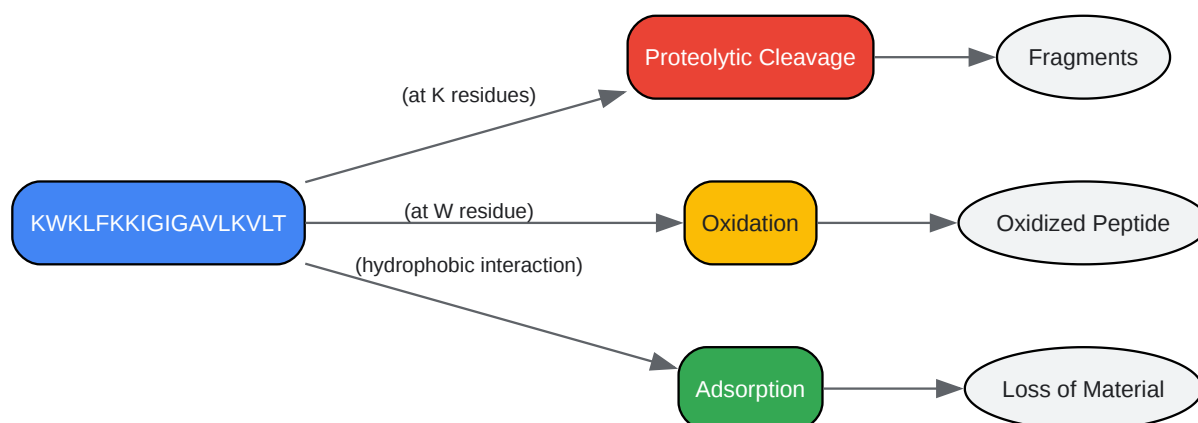 Proteolytic Cleavage
Fragments
(at K residues)
KWKLFKKIGIGAVLKVLT
(at W residue)
Oxidation
Oxidized Peptide
(hydrophobic interaction)
Adsorption
Loss of Material